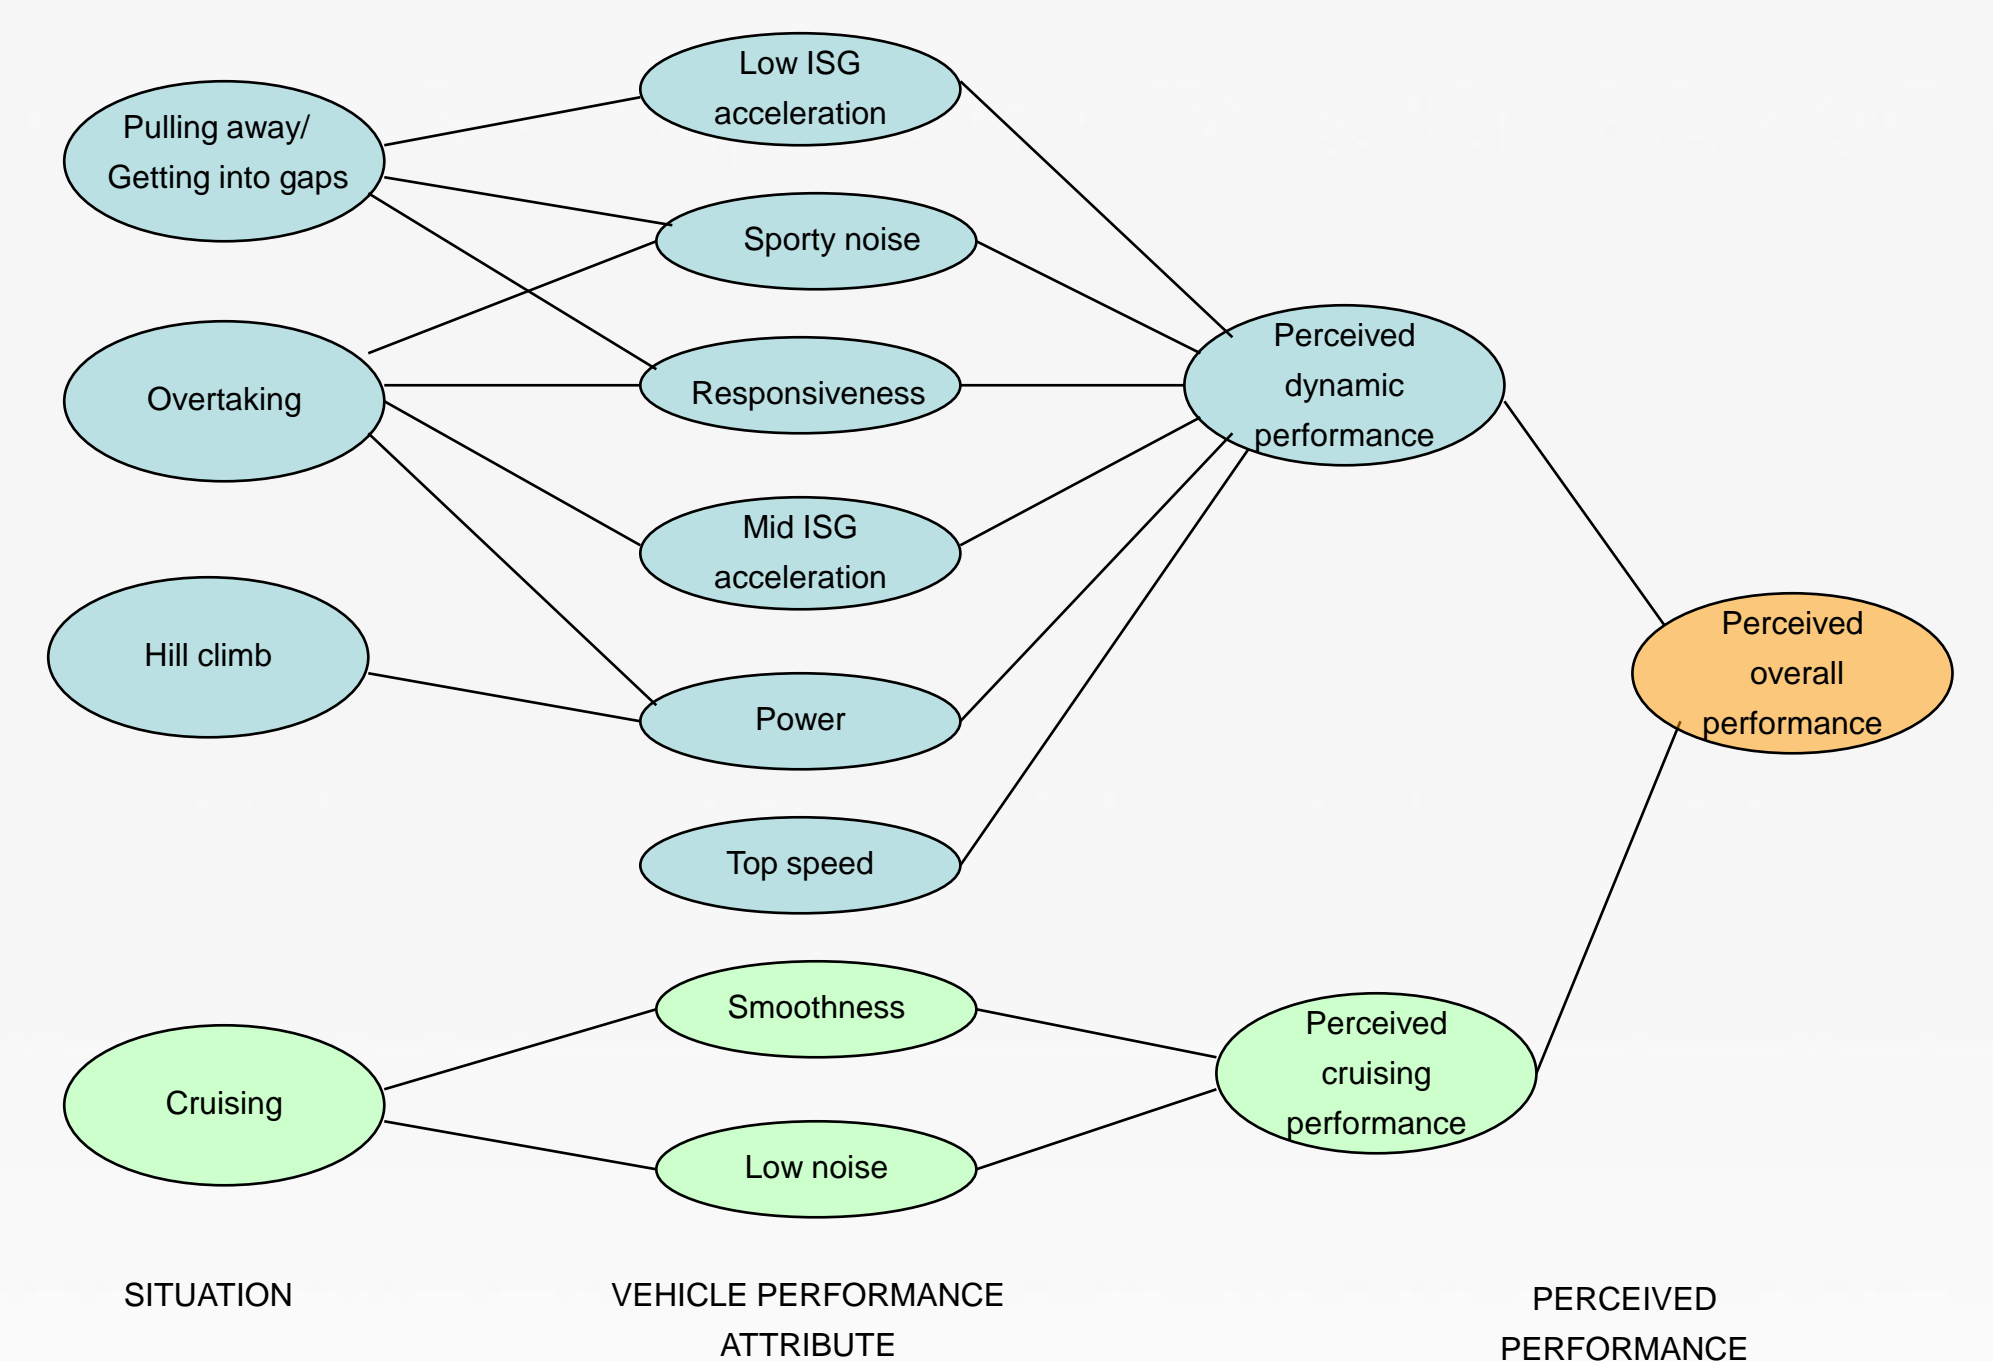 Low ISG
acceleration
Pulling away/
Getting into gaps
Sporty noise
Overtaking
Responsiveness
Perceived
dynamic
performance
Mid ISG
acceleration
Hill climb
Power
Perceived
overall
performance
Top speed
Smoothness
Cruising
Perceived
cruising
performance
Low noise
SITUATION
VEHICLE PERFORMANCE
ATTRIBUTE
PERCEIVED
PERFORMANCE